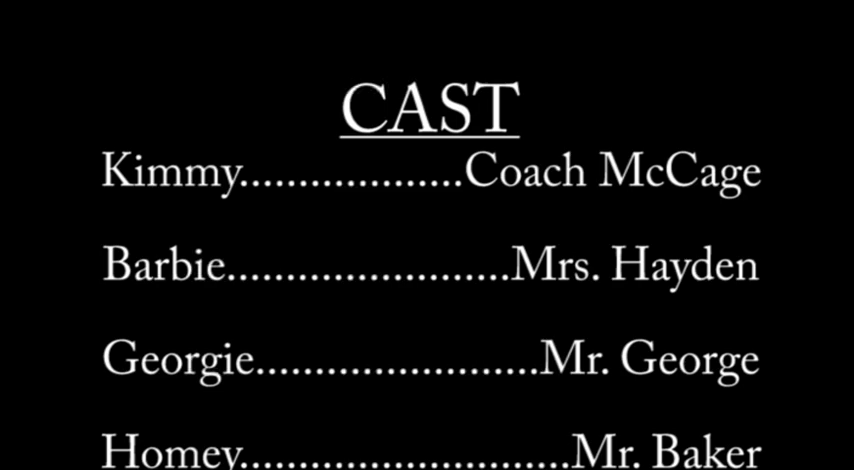 CAST
Kimmy...................Coach McCage
Barbie........................Mrs. Hayden
Georgie........................Mr. George
Homey............................Mr. Baker